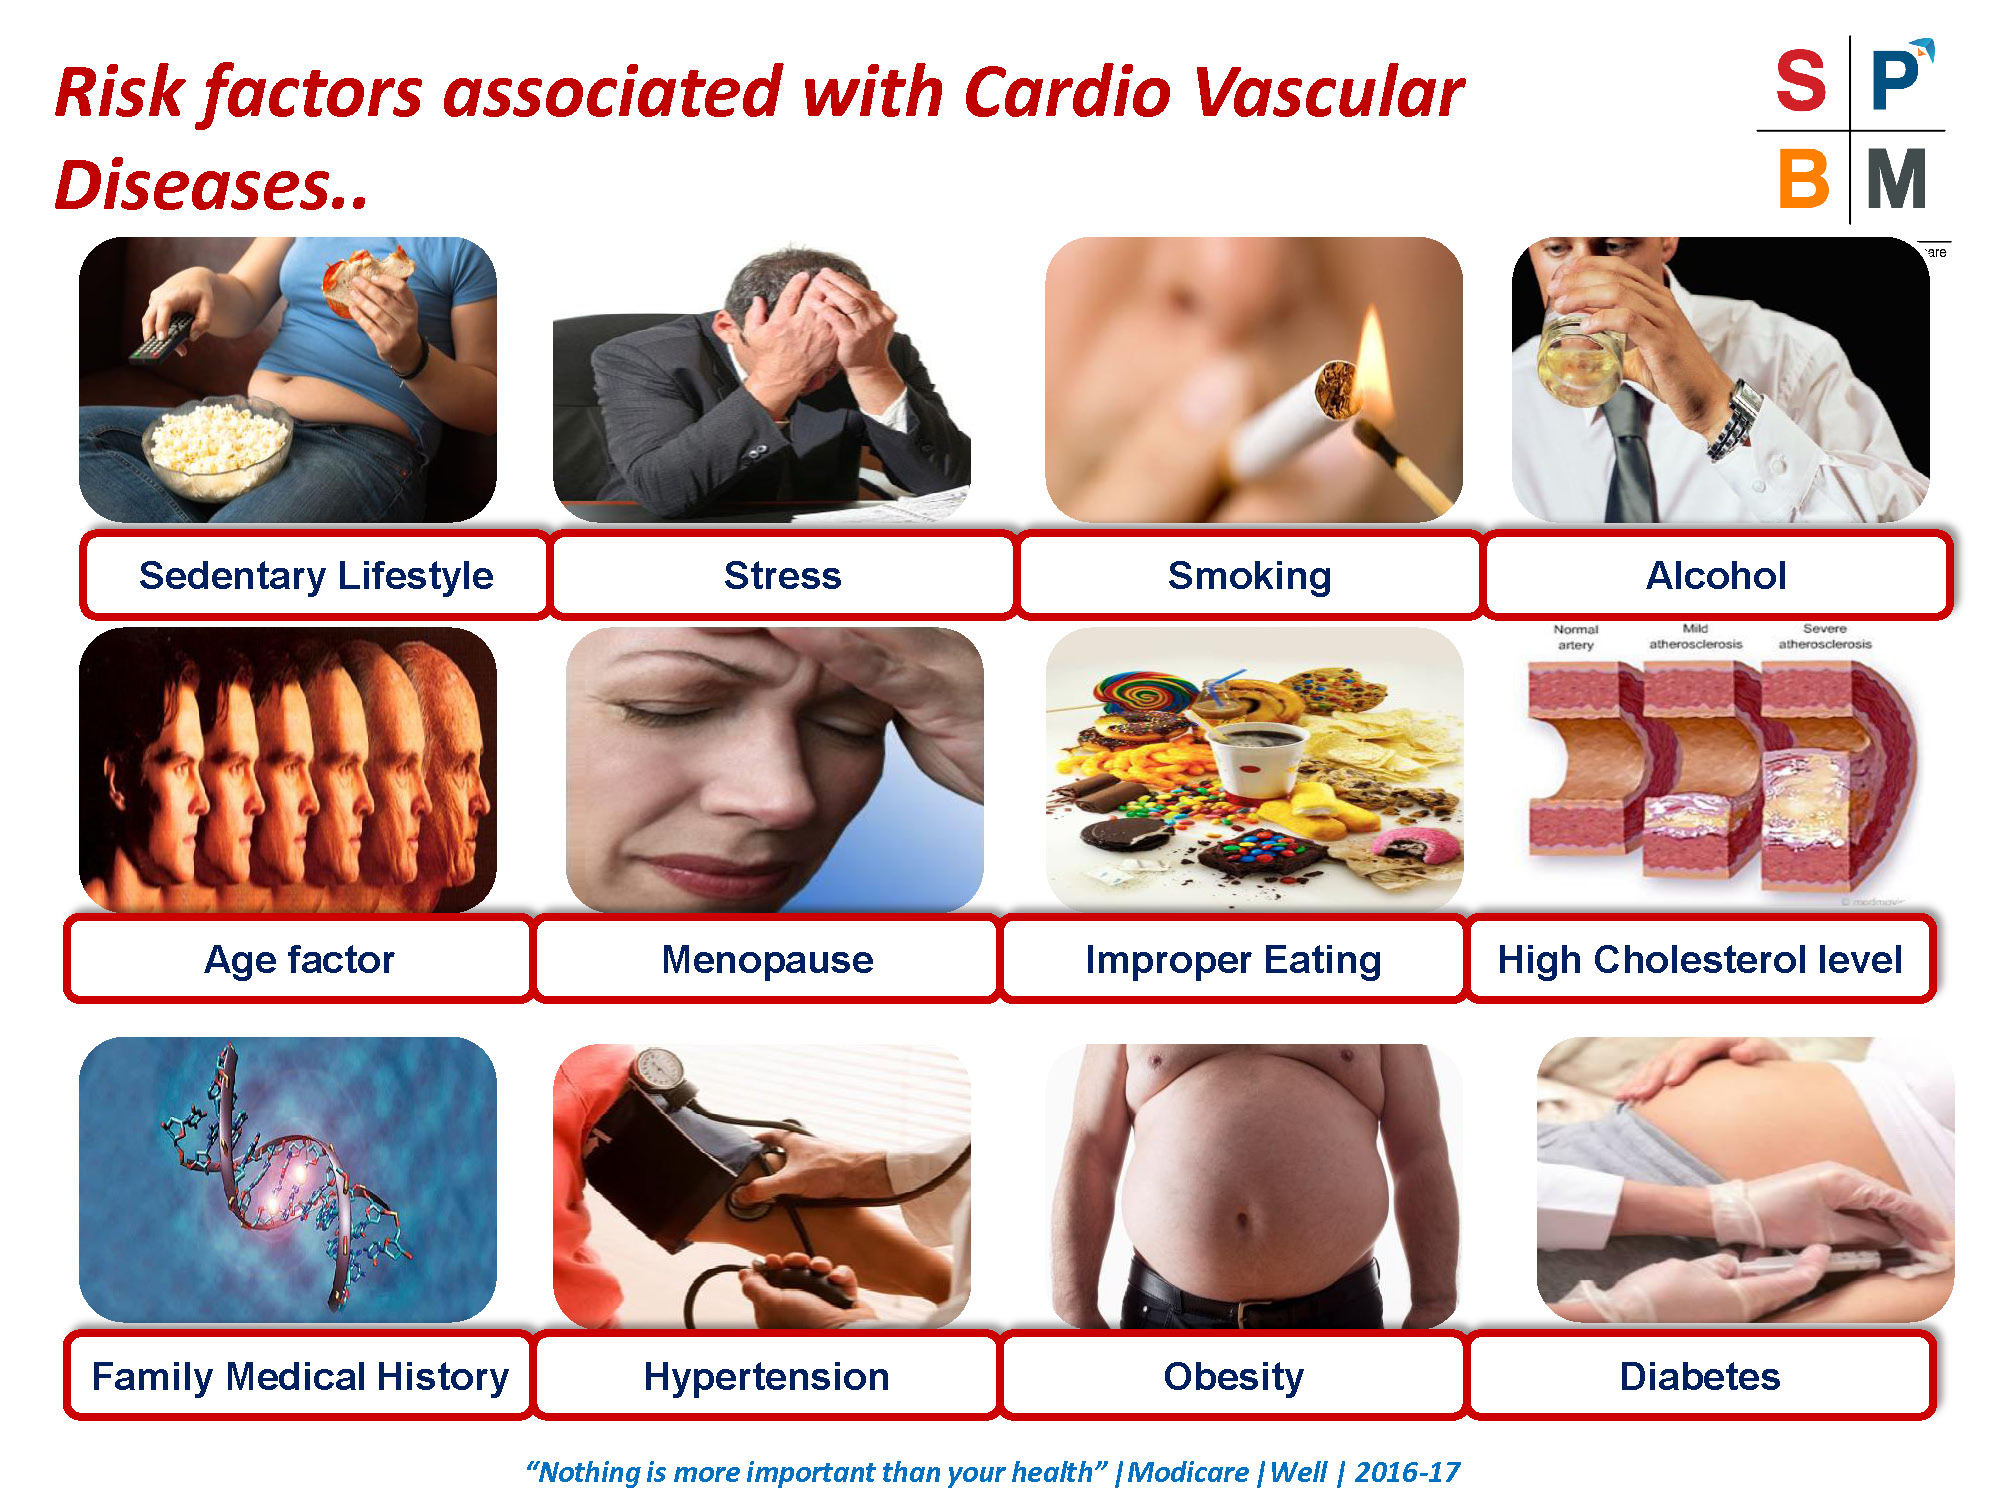 Risk factors associated with Cardio Vascular
Diseases..
S P
B M
care
Sedentary Lifestyle
Stress
Smoking
Alcohol
Normal
artery
Mild
atherosclerosis
Severe
atherosclerosis
Age factor
Menopause
Improper Eating
High Cholesterol level
Family Medical History
Hypertension
Obesity
Diabetes
“Nothing is more important than your health” |Modicare |Well | 2016-17